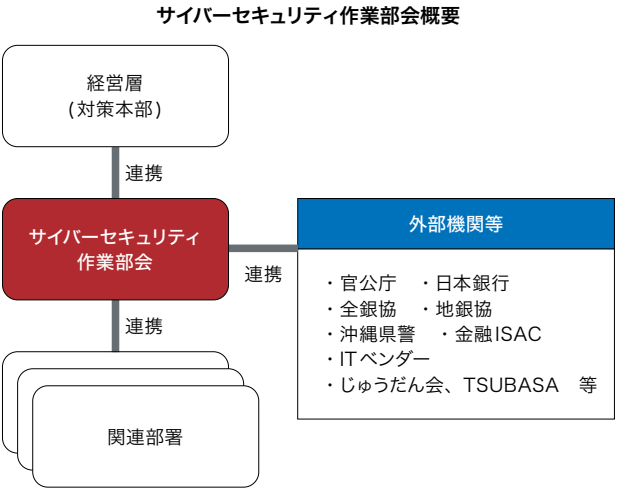 サイバーセキュリティ作業部会概要
経営層
(対策本部)
連携
サイバーセキュリティ
作業部会
連携
外部機関等
・官公庁　・日本銀行
・全銀協　・地銀協
・沖縄県警　・金融ISAC
・ITベンダー
・じゅうだん会、TSUBASA　等
連携
関連部署